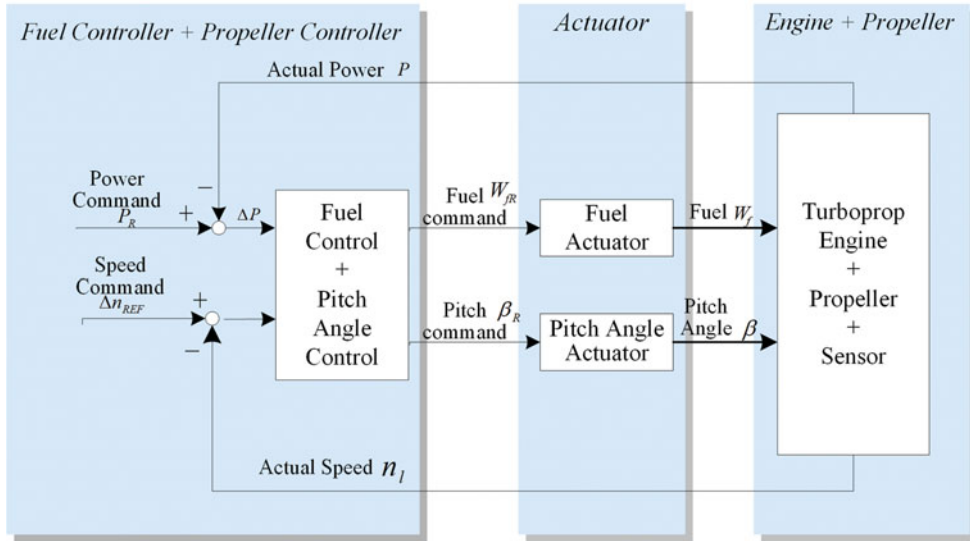 Fuel Controller + Propeller Controller
Actuator
Engine + Propeller
Actual Power P
Power
Command
P_R
+
−
ΔP
Speed
Command
Δn_REF
+
−
Fuel
Control
+
Pitch
Angle
Control
Fuel W_fR
command
Pitch β_R
command
Fuel
Actuator
Pitch Angle
Actuator
Fuel W_f
Pitch
Angle β
Turboprop
Engine
+
Propeller
+
Sensor
Actual Speed n_l